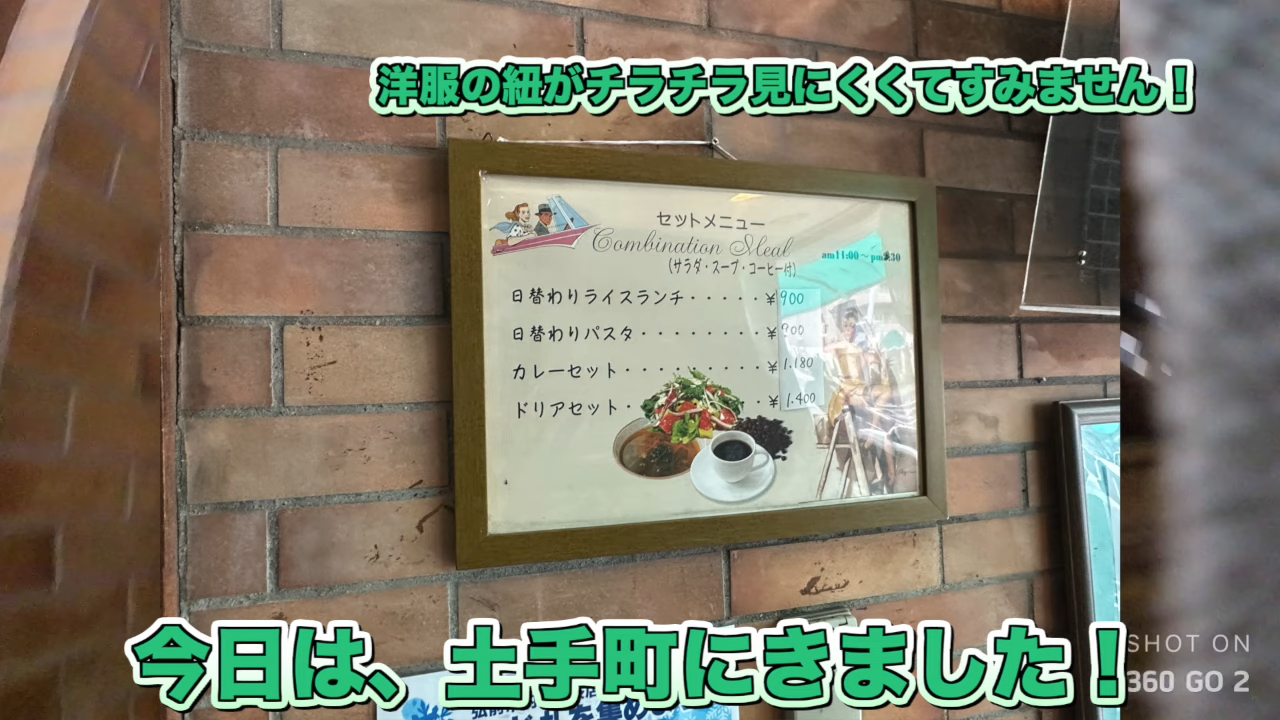 洋服の紐がチラチラ見にくくてすみません！
セットメニュー
Combination Meal
(サラダ・スープ・コーヒー付)
am11:00～pm
日替わりライスランチ・・・・・¥900
日替わりパスタ・・・・・・・・¥900
カレーセット・・・・・・・・・¥1.180
ドリアセット・・¥1.400
今日は、土手町にきました！
SHOT ON
360 GO 2